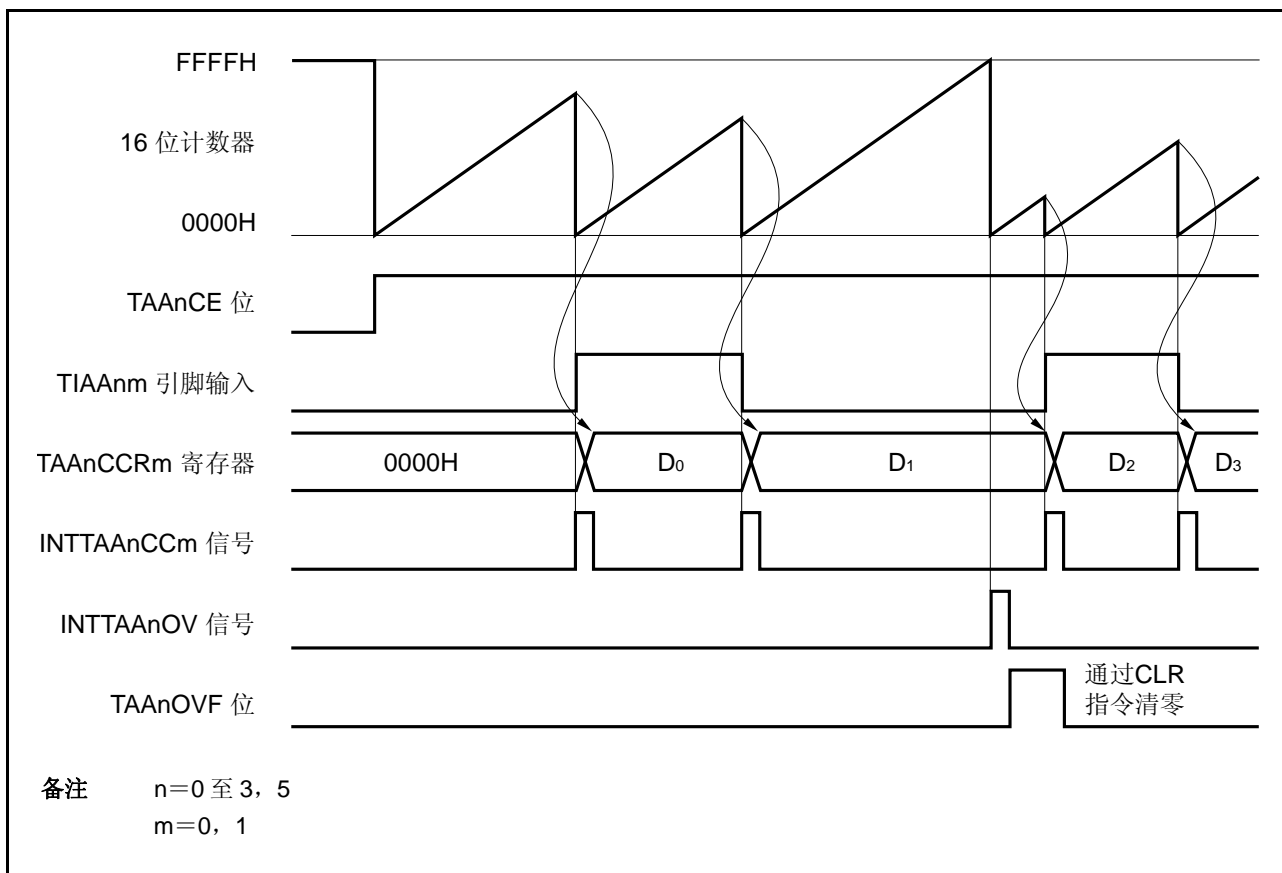 FFFFH
16 位计数器
0000H
TAAnCE 位
TIAAnm 引脚输入
TAAnCCRm 寄存器
0000H
D0
D1
D2
D3
INTTAAnCCm 信号
INTTAAnOV 信号
TAAnOVF 位
通过CLR
指令清零
备注 n＝0 至 3，5
m＝0，1